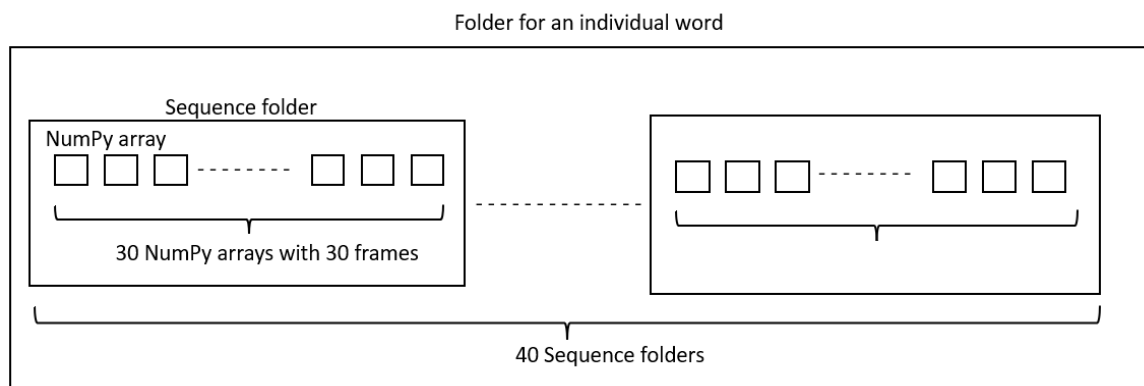 Folder for an individual word
Sequence folder
NumPy array
30 NumPy arrays with 30 frames
40 Sequence folders